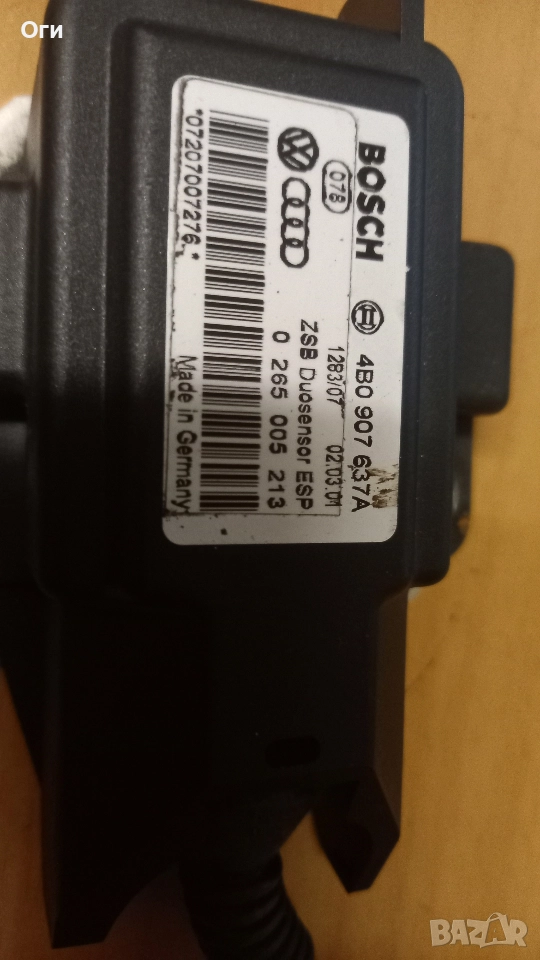 Оги
BOSCH 4B0 907 637A
078 1283/07 02.03.01
ZSB Duosensor ESP
0 265 005 213
*07207007276*
Made in Germany
BAZAR